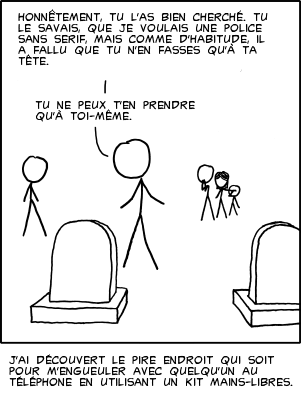 HONNÊTEMENT, TU L'AS BIEN CHERCHÉ. TU
LE SAVAIS, QUE JE VOULAIS UNE POLICE
SANS SERIF, MAIS COMME D'HABITUDE, IL
A FALLU QUE TU N'EN FASSES QU'À TA
TÊTE.
TU NE PEUX T'EN PRENDRE
QU'À TOI-MÊME.
J'AI DÉCOUVERT LE PIRE ENDROIT QUI SOIT
POUR M'ENGUEULER AVEC QUELQU'UN AU
TÉLÉPHONE EN UTILISANT UN KIT MAINS-LIBRES.